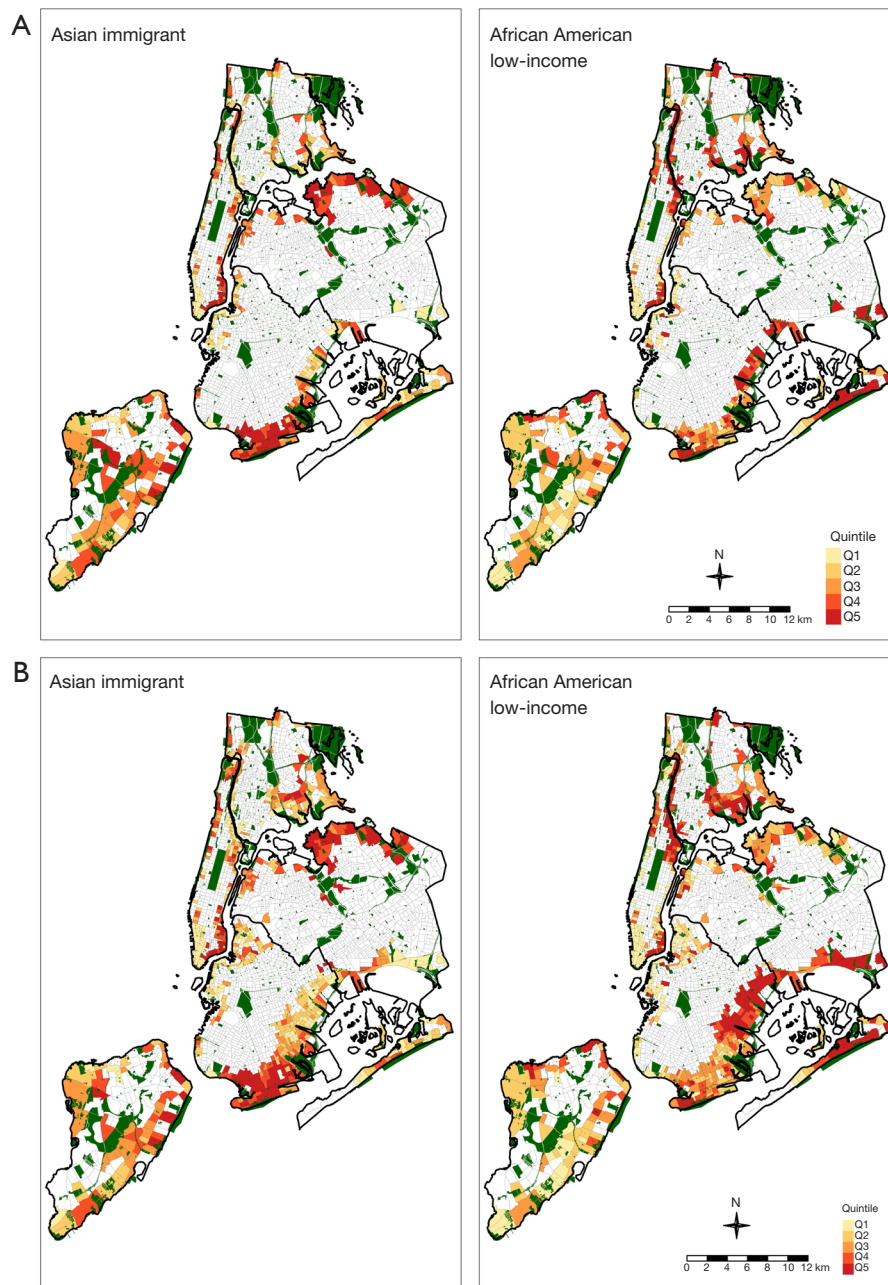 A
Asian immigrant
African American
low-income
Quintile
Q1
Q2
Q3
Q4
Q5
N
0 2 4 6 8 10 12 km
B
Asian immigrant
African American
low-income
Quintile
Q1
Q2
Q3
Q4
Q5
N
0 2 4 6 8 10 12 km